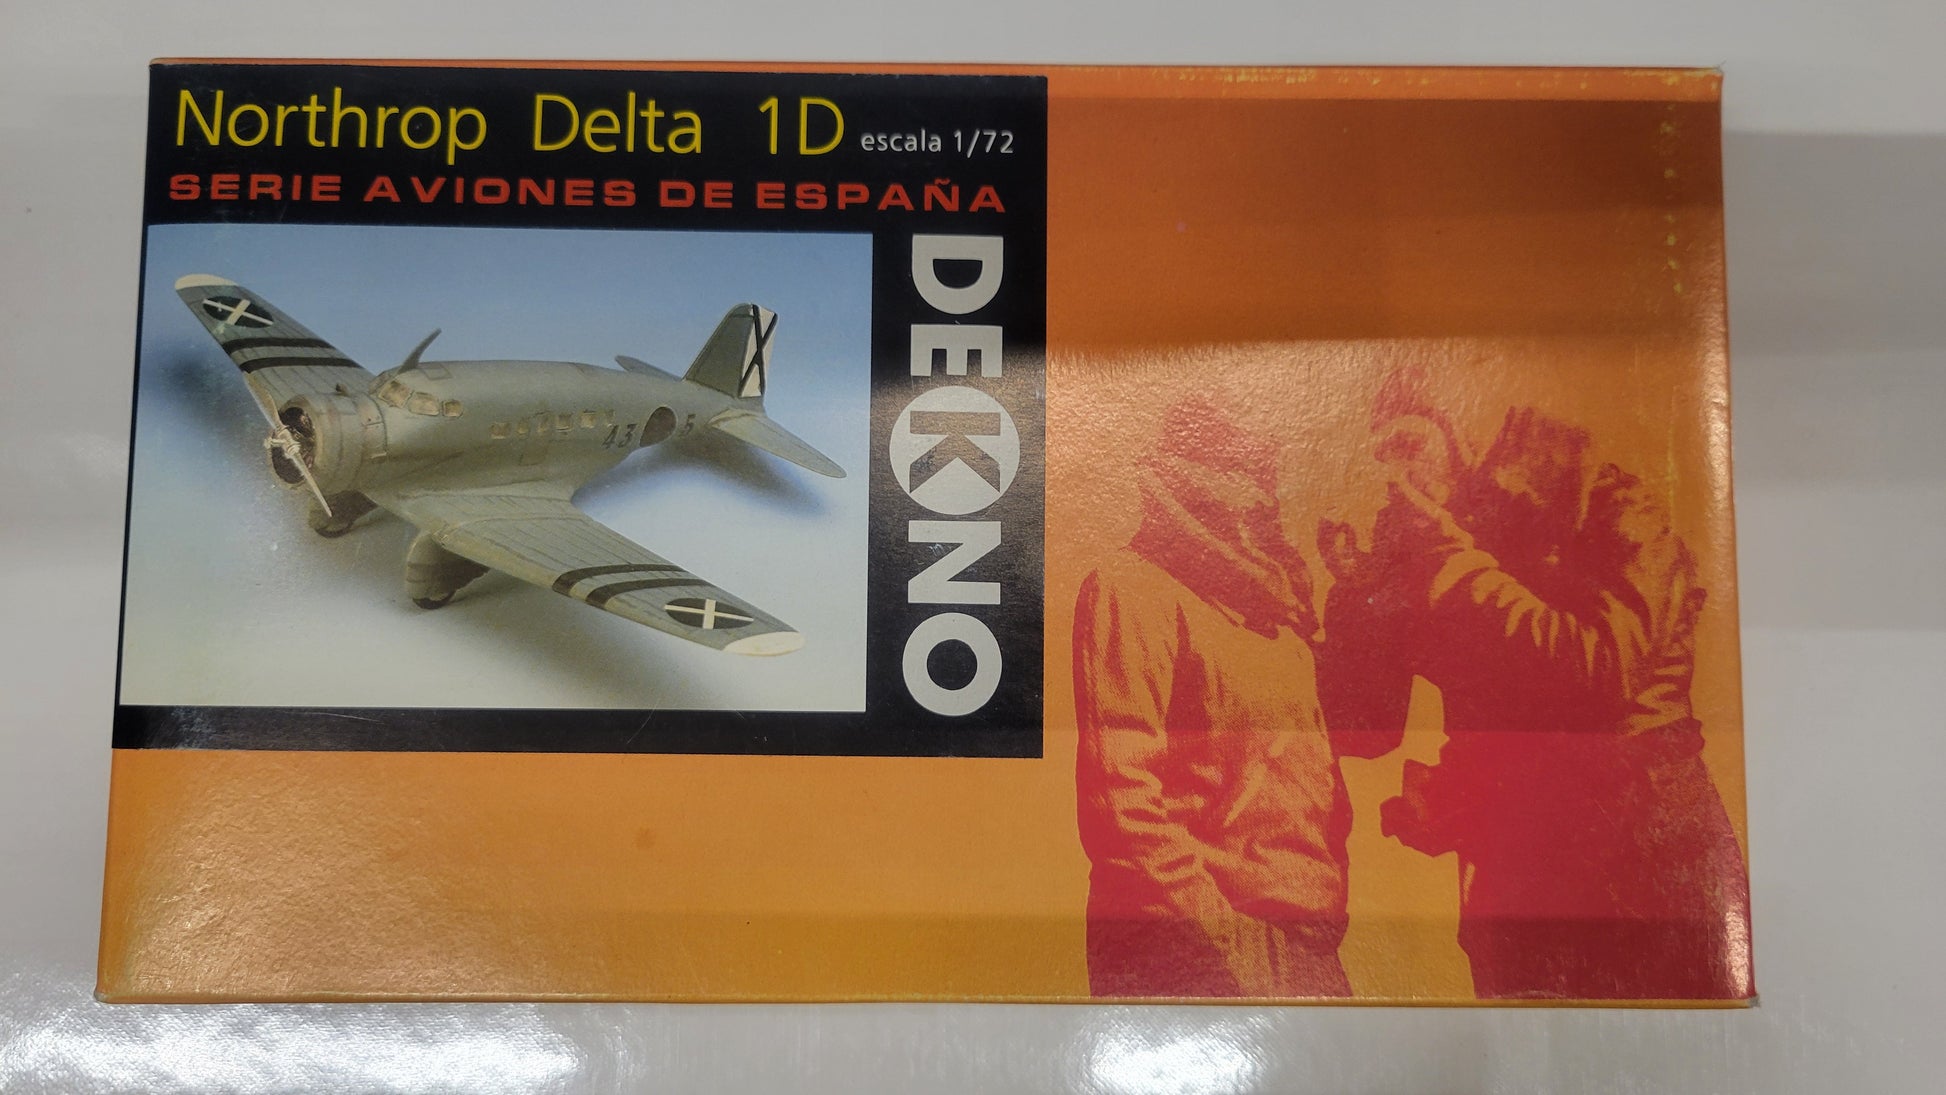 Northrop Delta 1D escala 1/72
SERIE AVIONES DE ESPAÑA
DEKNO
43 5